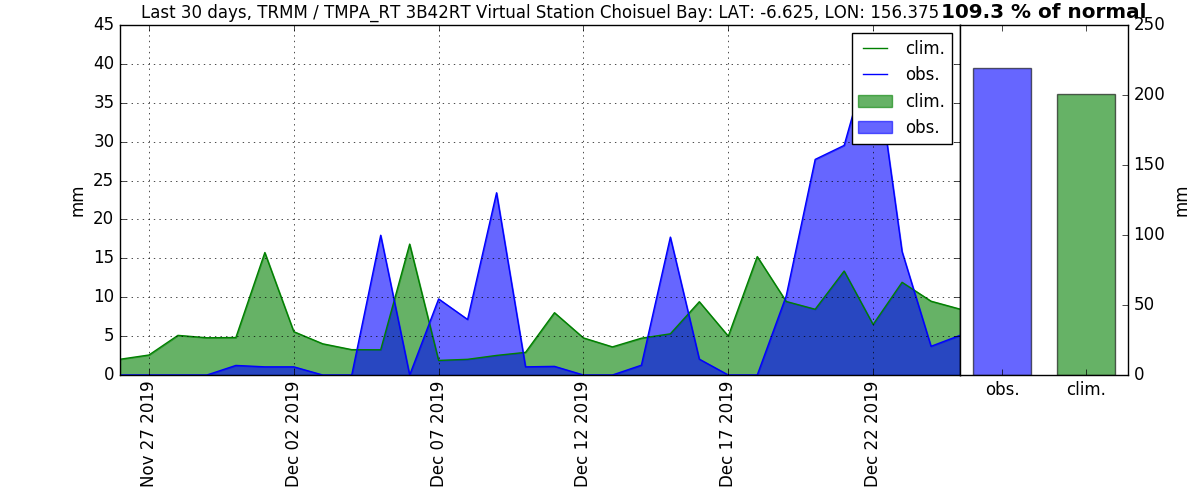 Last 30 days, TRMM / TMPA_RT 3B42RT Virtual Station Choisuel Bay: LAT: -6.625, LON: 156.375
109.3 % of normal
45
40
35
30
25
20
15
10
5
0
mm
clim.
obs.
clim.
obs.
Nov 27 2019
Dec 02 2019
Dec 07 2019
Dec 12 2019
Dec 17 2019
Dec 22 2019
250
200
150
100
50
0
mm
obs.
clim.